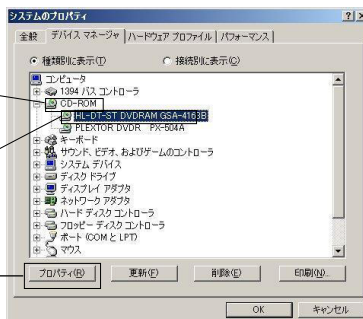 システムのプロパティ
全般 デバイス マネージャ ハードウェア プロファイル パフォーマンス
種類別に表示(T) 接続別に表示(C)
コンピュータ
1394 バス コントローラ
CD-ROM
HL-DT-ST DVDRAM GSA-4163B
PLEXTOR DVDR PX-504A
キーボード
サウンド、ビデオ、およびゲームのコントローラ
システム デバイス
ディスク ドライブ
ディスプレイ アダプタ
ネットワーク アダプタ
ハード ディスク コントローラ
フロッピー ディスク コントローラ
ポート (COM と LPT)
マウス
プロパティ(R) 更新(F) 削除(E) 印刷(N)...
OK キャンセル